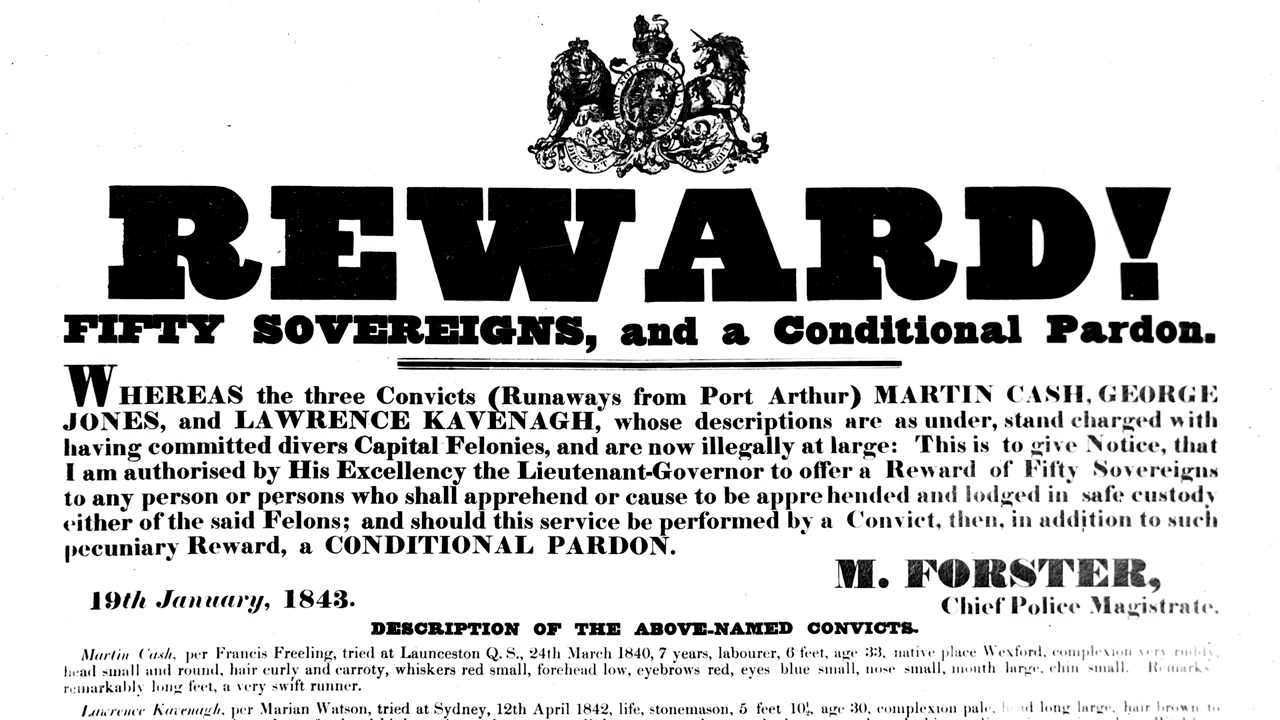 HONI · SOIT · QUI · MAL · Y · PENSE
DIEU · ET MON · DROIT
REWARD!
FIFTY SOVEREIGNS, and a Conditional Pardon.
WHEREAS the three Convicts (Runaways from Port Arthur) MARTIN CASH, GEORGE
JONES, and LAWRENCE KAVENAGH, whose descriptions are as under, stand charged with
having committed divers Capital Felonies, and are now illegally at large: This is to give Notice, that
I am authorised by His Excellency the Lieutenant-Governor to offer a Reward of Fifty Sovereigns
to any person or persons who shall apprehend or cause to be apprehended and lodged in safe custody
either of the said Felons; and should this service be performed by a Convict, then, in addition to such
pecuniary Reward, a CONDITIONAL PARDON.
M. FORSTER,
Chief Police Magistrate.
19th January, 1843.
DESCRIPTION OF THE ABOVE-NAMED CONVICTS.
Martin Cash, per Francis Freeling, tried at Launceston Q. S., 24th March 1840, 7 years, labourer, 6 feet, age 33, native place Wexford, complexion very ruddy,
head small and round, hair curly and carroty, whiskers red small, forehead low, eyebrows red, eyes blue small, nose small, mouth large, chin small. Remarks
remarkably long feet, a very swift runner.
Lawrence Kavenagh, per Marian Watson, tried at Sydney, 12th April 1842, life, stonemason, 5 feet 10½, age 30, complexion pale, head long large, hair brown to